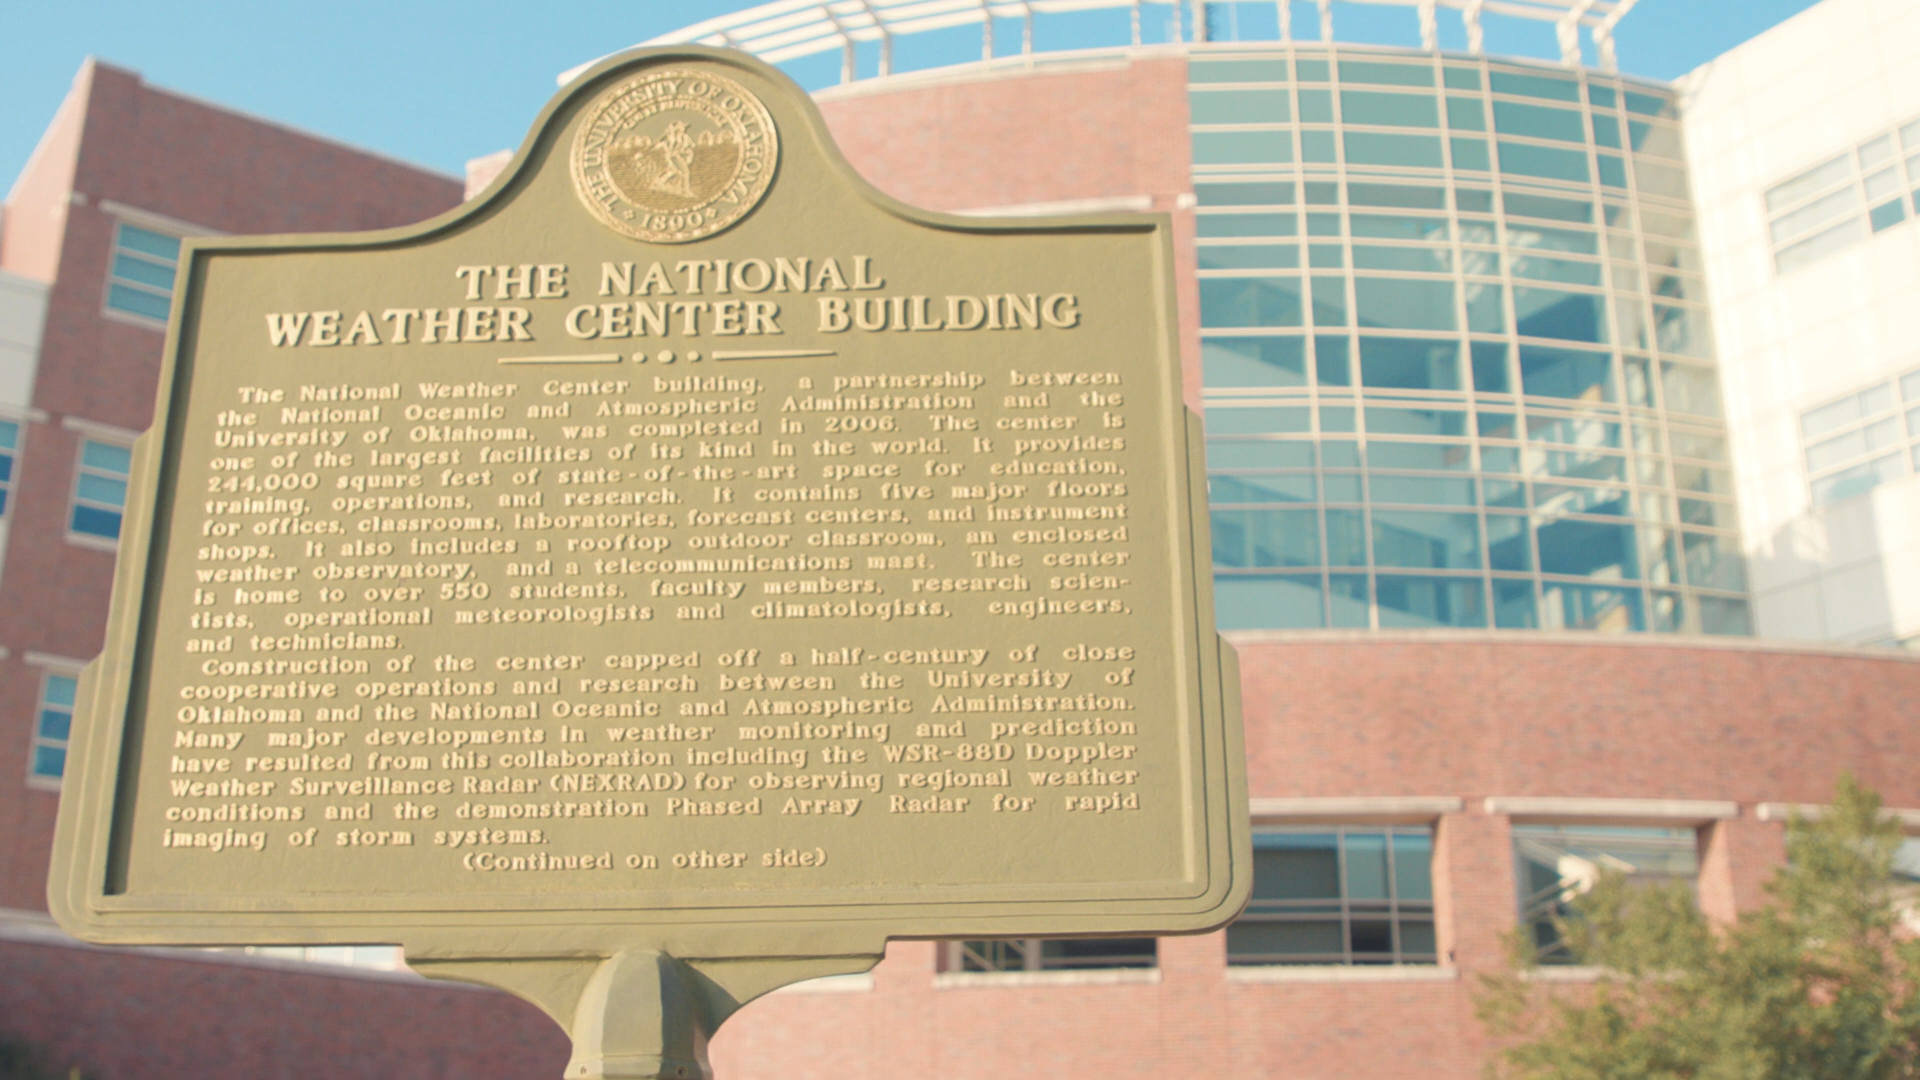 THE UNIVERSITY OF OKLAHOMA
1890
THE NATIONAL
WEATHER CENTER BUILDING
The National Weather Center building, a partnership between
the National Oceanic and Atmospheric Administration and the
University of Oklahoma, was completed in 2006. The center is
one of the largest facilities of its kind in the world. It provides
244,000 square feet of state-of-the-art space for education,
training, operations, and research. It contains five major floors
for offices, classrooms, laboratories, forecast centers, and instrument
shops. It also includes a rooftop outdoor classroom, an enclosed
weather observatory, and a telecommunications mast. The center
is home to over 550 students, faculty members, research scien-
tists, operational meteorologists and climatologists, engineers,
and technicians.
Construction of the center capped off a half-century of close
cooperative operations and research between the University of
Oklahoma and the National Oceanic and Atmospheric Administration.
Many major developments in weather monitoring and prediction
have resulted from this collaboration including the WSR-88D Doppler
Weather Surveillance Radar (NEXRAD) for observing regional weather
conditions and the demonstration Phased Array Radar for rapid
imaging of storm systems.
(Continued on other side)